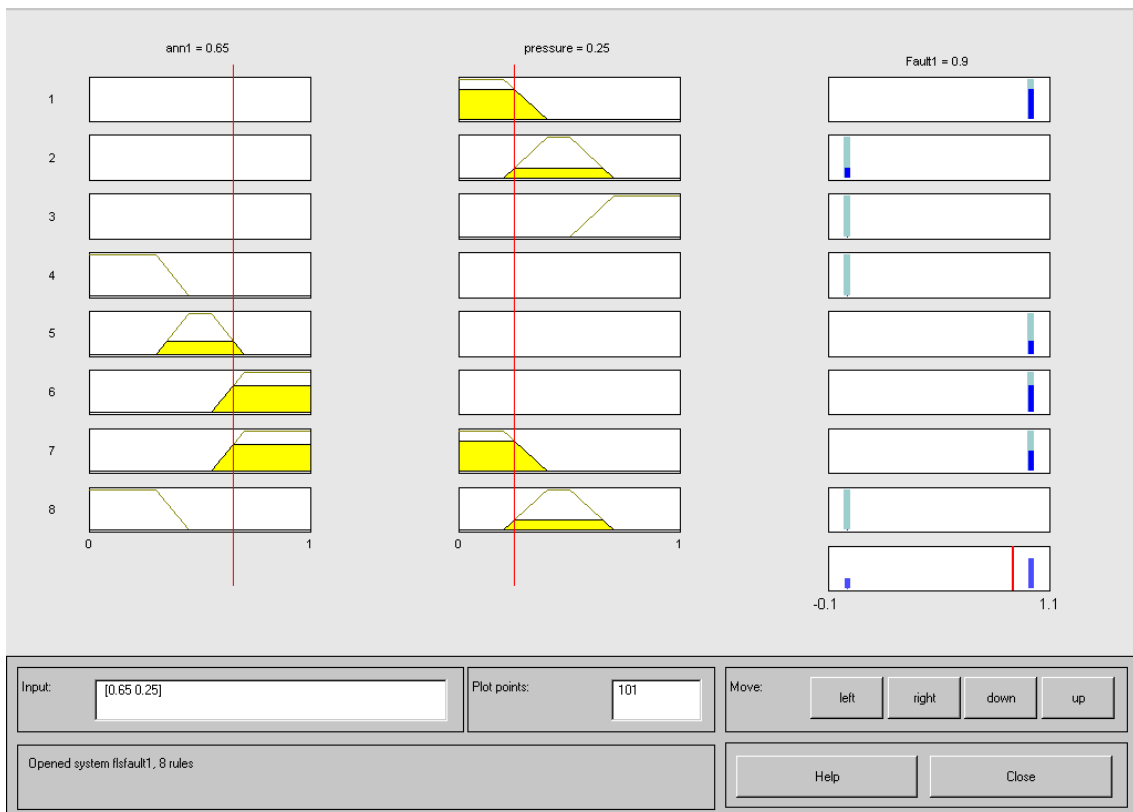 ann1 = 0.65
pressure = 0.25
Fault1 = 0.9
1
2
3
4
5
6
7
8
0
1
0
1
-0.1
1.1
Input:
[0.65 0.25]
Plot points:
101
Move:
left
right
down
up
Opened system flsfault1, 8 rules
Help
Close